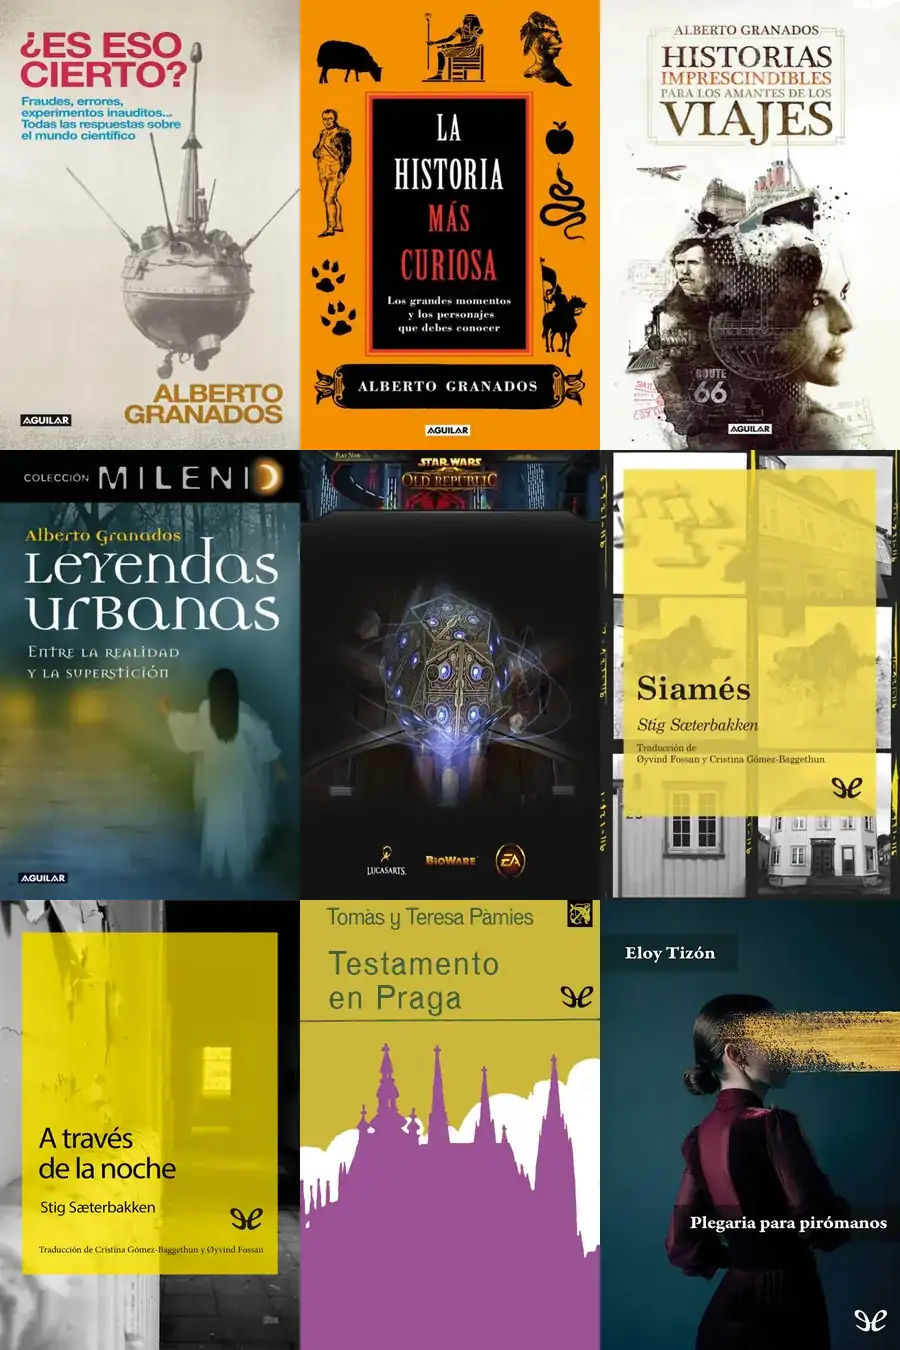 ¿ES ESO
CIERTO?
Fraudes, errores,
experimentos inauditos...
Todas las respuestas sobre
el mundo científico
ALBERTO
GRANADOS
AGUILAR
LA
HISTORIA
MÁS
CURIOSA
Los grandes momentos
y los personajes
que debes conocer
ALBERTO GRANADOS
AGUILAR
ALBERTO GRANADOS
HISTORIAS
IMPRESCINDIBLES
PARA LOS AMANTES DE LOS
VIAJES
ROUTE
66
AGUILAR
COLECCIÓN MILENIO
Alberto Granados
Leyendas
urbanas
Entre la realidad
y la superstición
AGUILAR
PLAY NOW
STAR WARS
OLD REPUBLIC
LUCASARTS.
BIOWARE
EA
Siamés
Stig Sæterbakken
Traducción de
Øyvind Fossan y Cristina Gómez-Baggethun
A través
de la noche
Stig Sæterbakken
Traducción de Cristina Gómez-Baggethun y Øyvind Fossan
Tomàs y Teresa Pàmies
Testamento
en Praga
Eloy Tizón
Plegaria para pirómanos